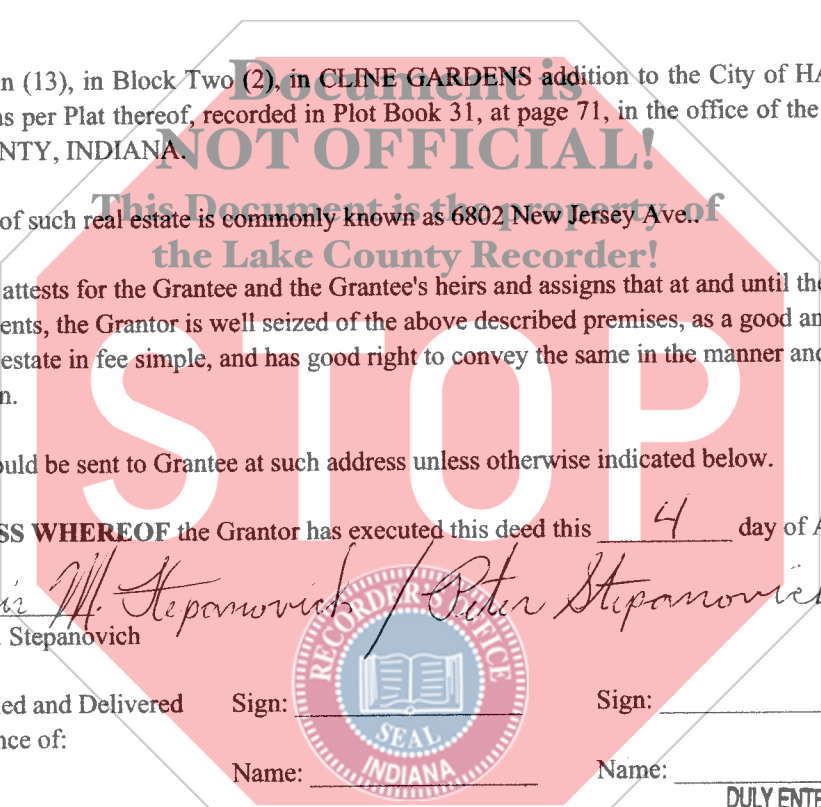 Document is
n (13), in Block Two (2), in CLINE GARDENS addition to the City of HA
as per Plat thereof, recorded in Plot Book 31, at page 71, in the office of the
NOT OFFICIAL!
NTY, INDIANA.
This Document is the property of
of such real estate is commonly known as 6802 New Jersey Ave..
the Lake County Recorder!
attests for the Grantee and the Grantee's heirs and assigns that at and until the
ents, the Grantor is well seized of the above described premises, as a good an
estate in fee simple, and has good right to convey the same in the manner and
n.
STOP
ould be sent to Grantee at such address unless otherwise indicated below.
SS WHEREOF the Grantor has executed this deed this 4 day of A
M. Stepanovich / Peter Stepanovich
. Stepanovich
RECORDER'S OFFICE
ed and Delivered Sign: Sign:
nce of:
SEAL
INDIANA
Name: Name:
DULY ENTE